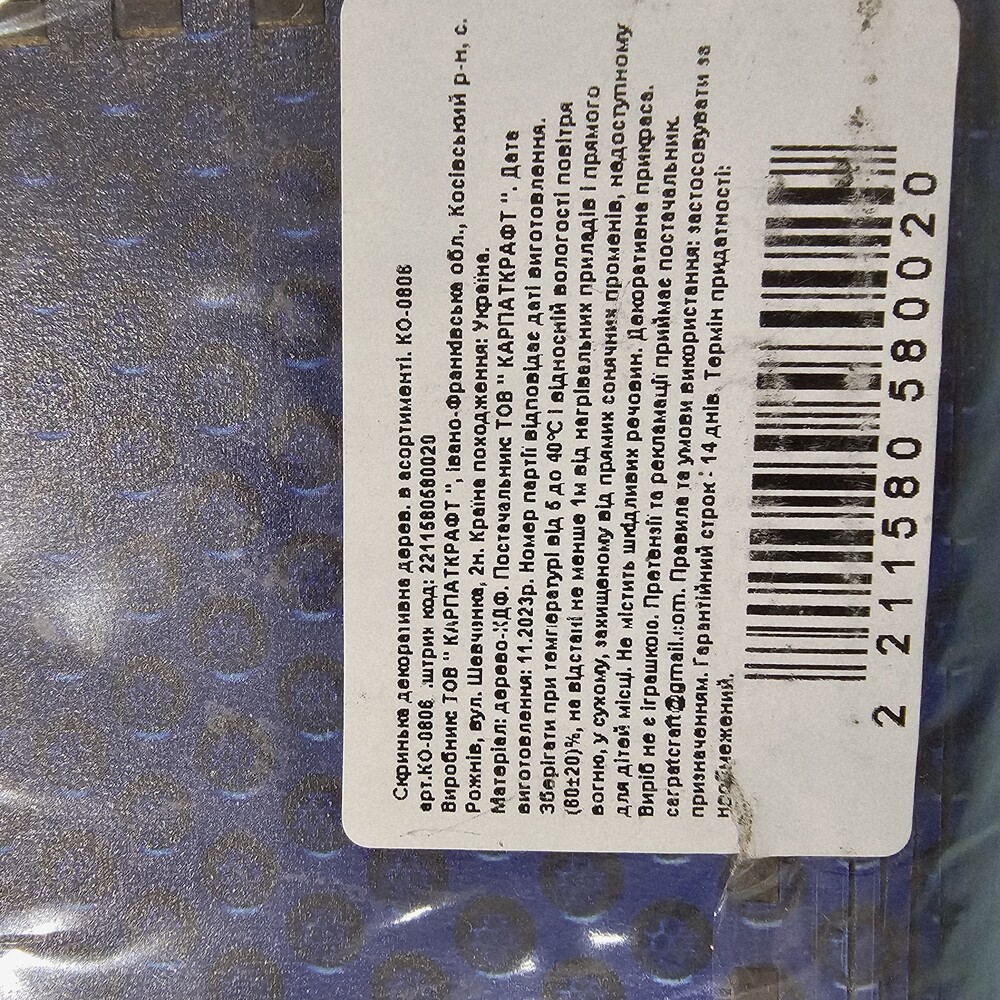 Скринька декоративна дерев. в асортименті. КО-0806
арт.КО-0806 .штрих код: 2211580580020
Виробник: ТОВ " КАРПАТКРАФТ ", Івано-Франківська обл., Косівський р-н, с.
Рожнів, вул. Шевченка, 2н. Країна походження: Україна.
Матеріал: дерево-ХДФ. Постачальник: ТОВ " КАРПАТКРАФТ ". Дата
виготовлення: 11.2023р. Номер партії відповідає даті виготовлення.
Зберігати при температурі від 5 до 40°С і відносній вологості повітря
(60±20)%, на відстані не менше 1м від нагрівальних приладів і прямого
вогню, у сухому, захищеному від прямих сонячних променів, недоступному
для дітей місці. Не містить шкідливих речовин. Декоративна прикраса.
Виріб не є іграшкою. Претензії та рекламації приймає постачальник.
carpatcraft@gmail.com. Правила та умови використання: застосовувати за
призначенням. Гарантійний строк : 14 днів. Термін придатності:
необмежений.
2 211580 580020